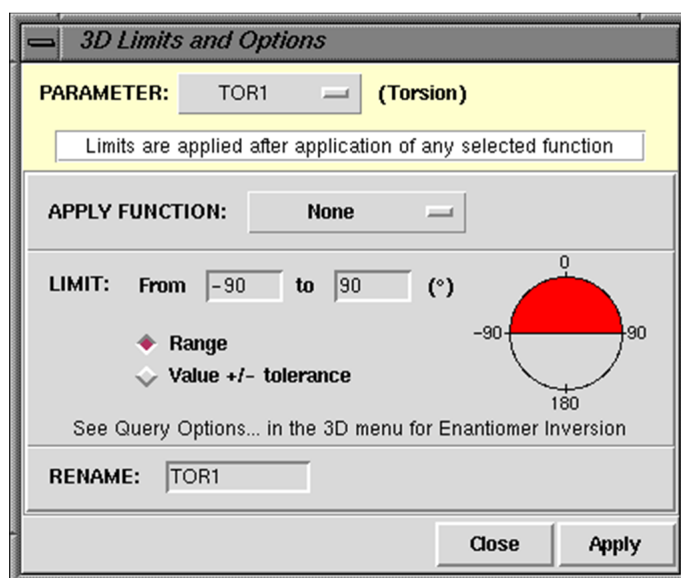 3D Limits and Options
PARAMETER: TOR1 (Torsion)
Limits are applied after application of any selected function
APPLY FUNCTION: None
LIMIT: From -90 to 90 (°)
Range
Value +/- tolerance
0
-90 90
180
See Query Options... in the 3D menu for Enantiomer Inversion
RENAME: TOR1
Close Apply